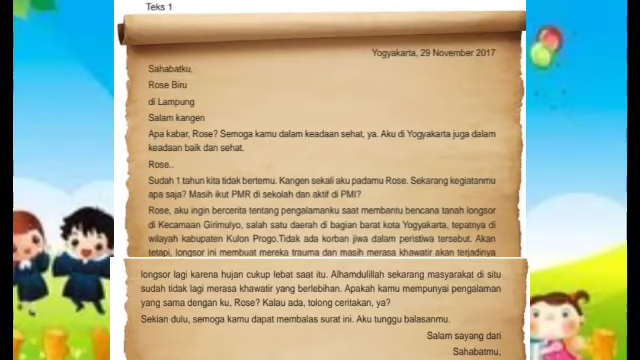 Teks 1
Yogyakarta, 29 November 2017
Sahabatku,
Rose Biru
di Lampung
Salam kangen
Apa kabar, Rose? Semoga kamu dalam keadaan sehat, ya. Aku di Yogyakarta juga dalam
keadaan baik dan sehat.
Rose..
Sudah 1 tahun kita tidak bertemu. Kangen sekali aku padamu Rose. Sekarang kegiatanmu
apa saja? Masih ikut PMR di sekolah dan aktif di PMI?
Rose, aku ingin bercerita tentang pengalamanku saat membantu bencana tanah longsor
di Kecamaan Girimulyo, salah satu daerah di bagian barat kota Yogyakarta, tepatnya di
wilayah kabupaten Kulon Progo.Tidak ada korban jiwa dalam peristiwa tersebut. Akan
tetapi, longsor ini membuat mereka trauma dan masih merasa khawatir akan terjadinya
longsor lagi karena hujan cukup lebat saat itu. Alhamdulillah sekarang masyarakat di situ
sudah tidak lagi merasa khawatir yang berlebihan. Apakah kamu mempunyai pengalaman
yang sama dengan ku, Rose? Kalau ada, tolong ceritakan, ya?
Sekian dulu, semoga kamu dapat membalas surat ini. Aku tunggu balasanmu.
Salam sayang dari
Sahabatmu,